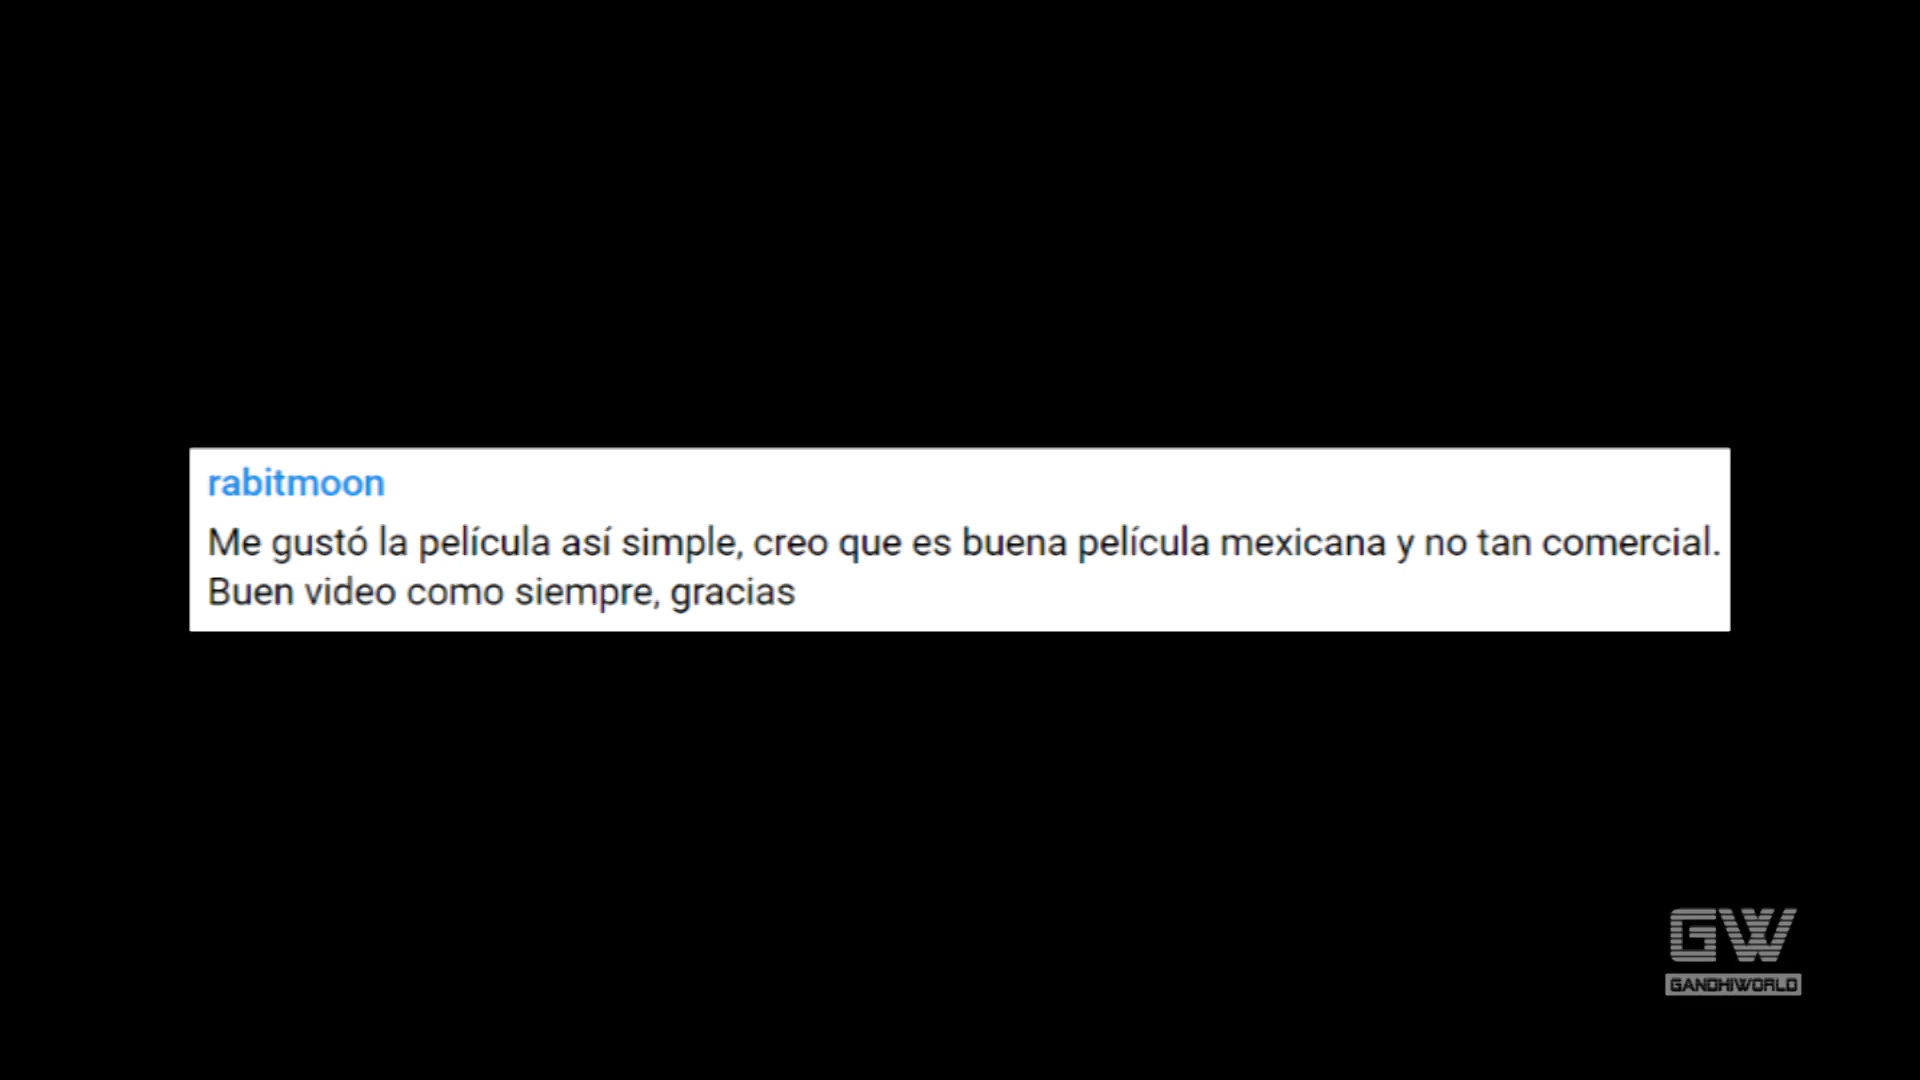 rabitmoon
Me gustó la película así simple, creo que es buena película mexicana y no tan comercial.
Buen video como siempre, gracias
GW
GANDHIWORLD